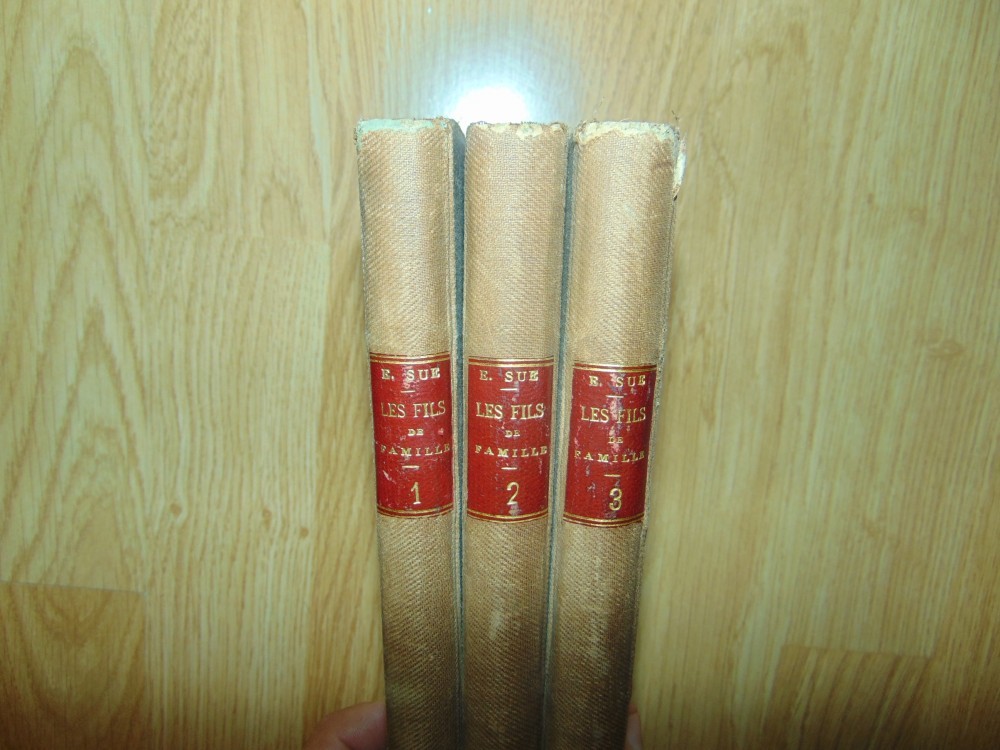 E. SUE
LES FILS
DE
FAMILLE
1
E. SUE
LES FILS
DE
FAMILLE
2
E. SUE
LES FILS
DE
FAMILLE
3